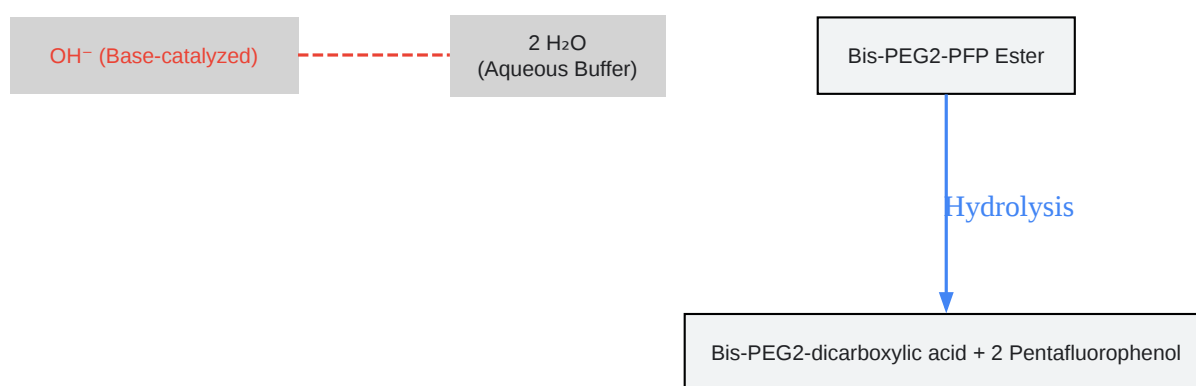 OH⁻ (Base-catalyzed)
2 H₂O
(Aqueous Buffer)
Bis-PEG2-PFP Ester
Hydrolysis
Bis-PEG2-dicarboxylic acid + 2 Pentafluorophenol